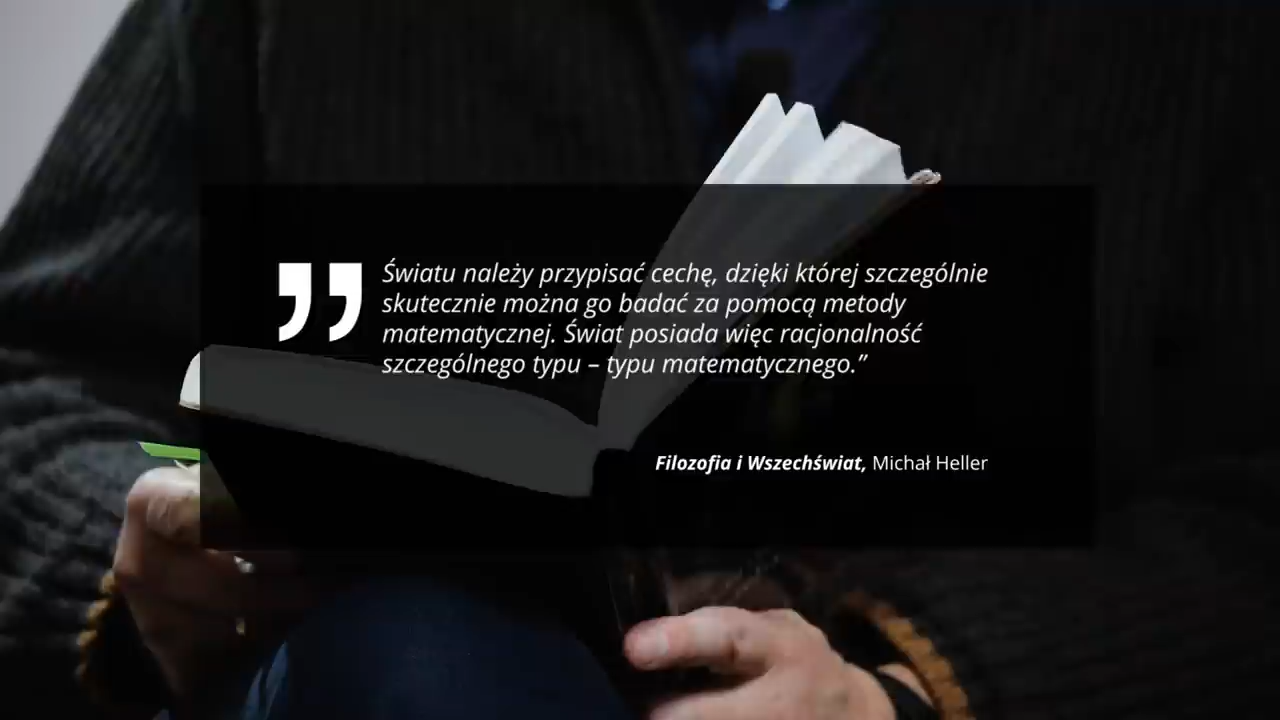 Światu należy przypisać cechę, dzięki której szczególnie
skutecznie można go badać za pomocą metody
matematycznej. Świat posiada więc racjonalność
szczególnego typu – typu matematycznego.”
Filozofia i Wszechświat, Michał Heller